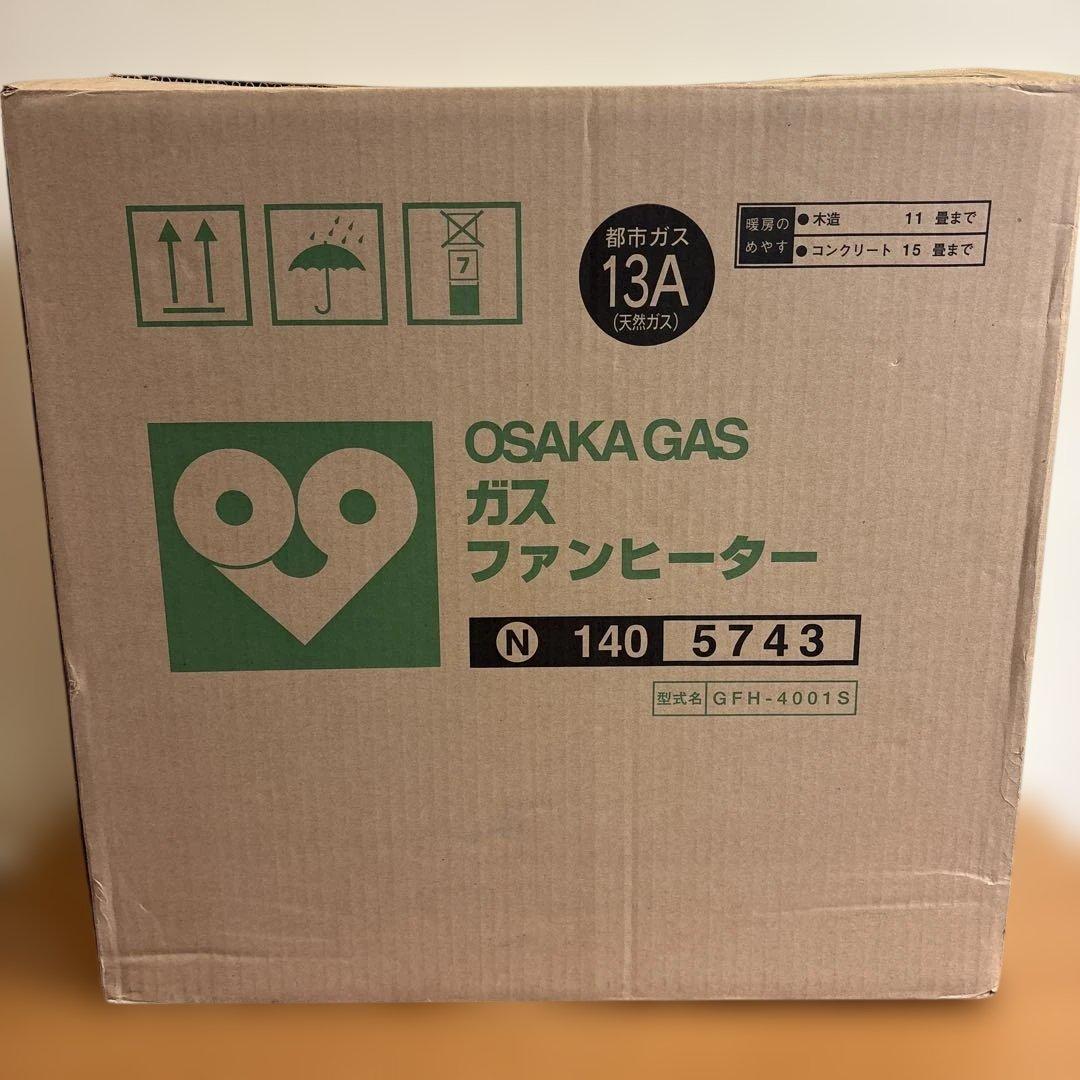 7
都市ガス
13A
(天然ガス)
暖房の
めやす
●木造 11 畳まで
●コンクリート 15 畳まで
OSAKA GAS
ガス
ファンヒーター
N 140 5743
型式名 GFH-4001S